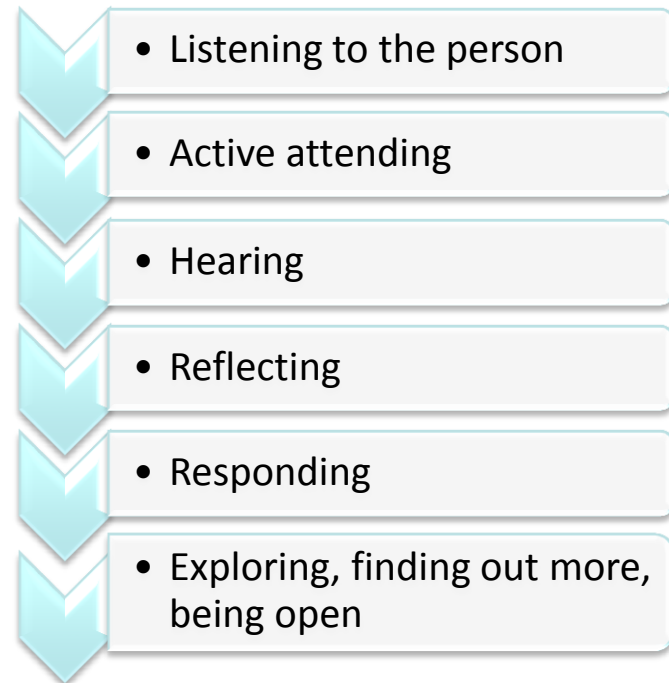 • Listening to the person
• Active attending
• Hearing
• Reflecting
• Responding
• Exploring, finding out more,
being open